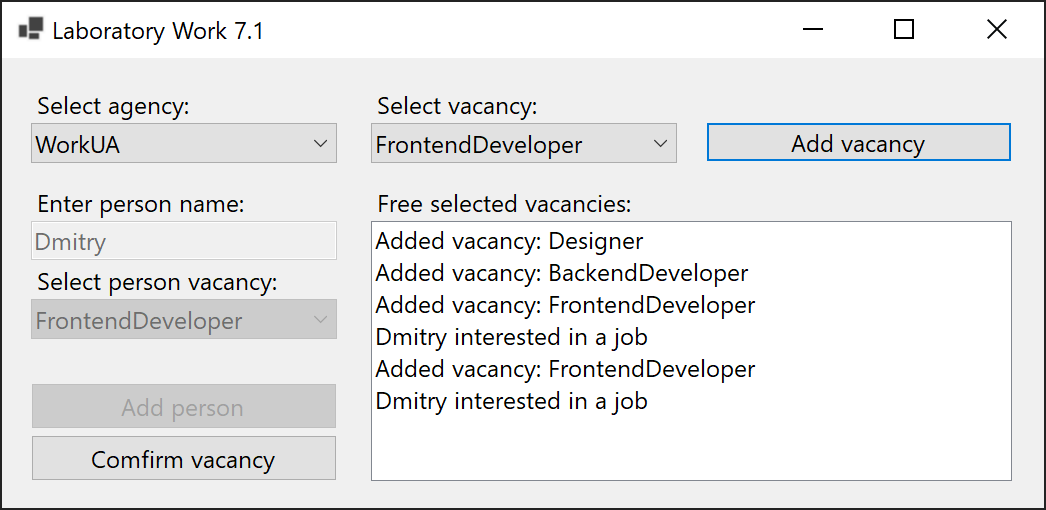 Laboratory Work 7.1
Select agency:
WorkUA
Select vacancy:
FrontendDeveloper
Add vacancy
Enter person name:
Dmitry
Select person vacancy:
FrontendDeveloper
Add person
Comfirm vacancy
Free selected vacancies:
Added vacancy: Designer
Added vacancy: BackendDeveloper
Added vacancy: FrontendDeveloper
Dmitry interested in a job
Added vacancy: FrontendDeveloper
Dmitry interested in a job